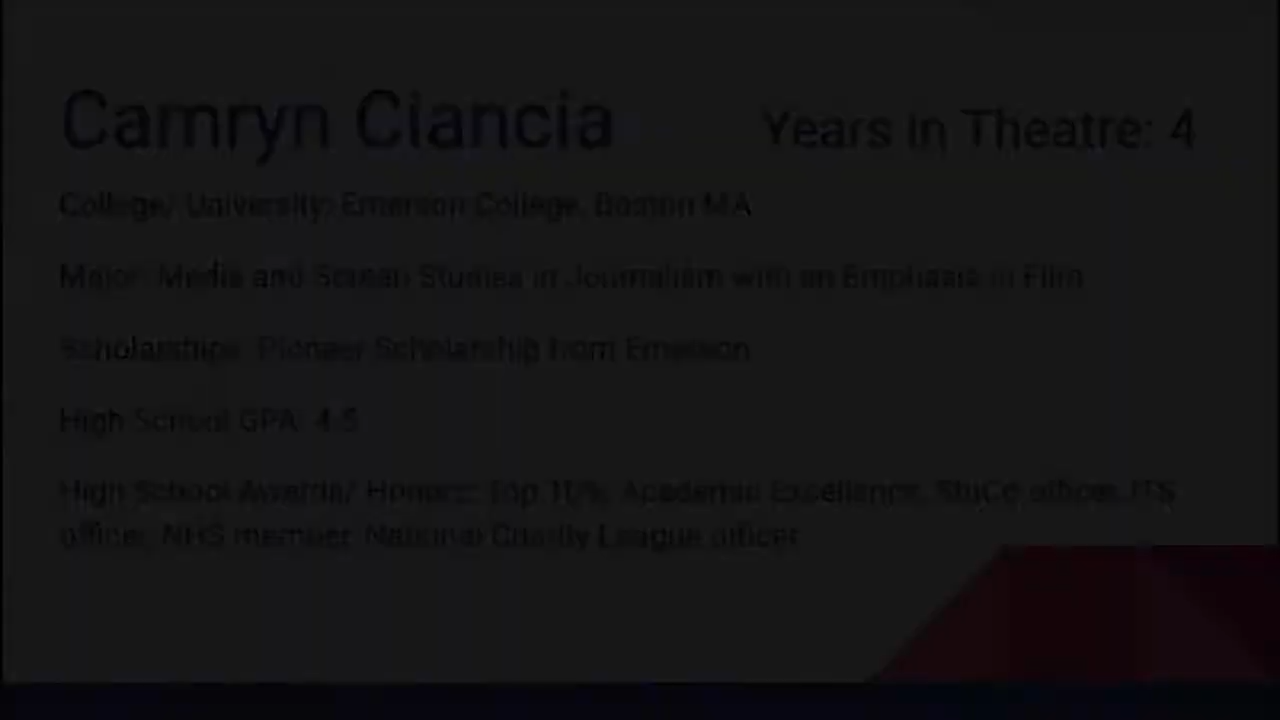 Camryn Ciancia
Years in Theatre: 4
College/ University: Emerson College, Boston MA
Major: Media and Screen Studies in Journalism with an Emphasis in Film
Scholarships: Pioneer Scholarship from Emerson
High School GPA: 4.5
High School Awards/ Honors: Top 10%, Academic Excellence, StuCo officer, ITS
officer, NHS member, National Charity League officer